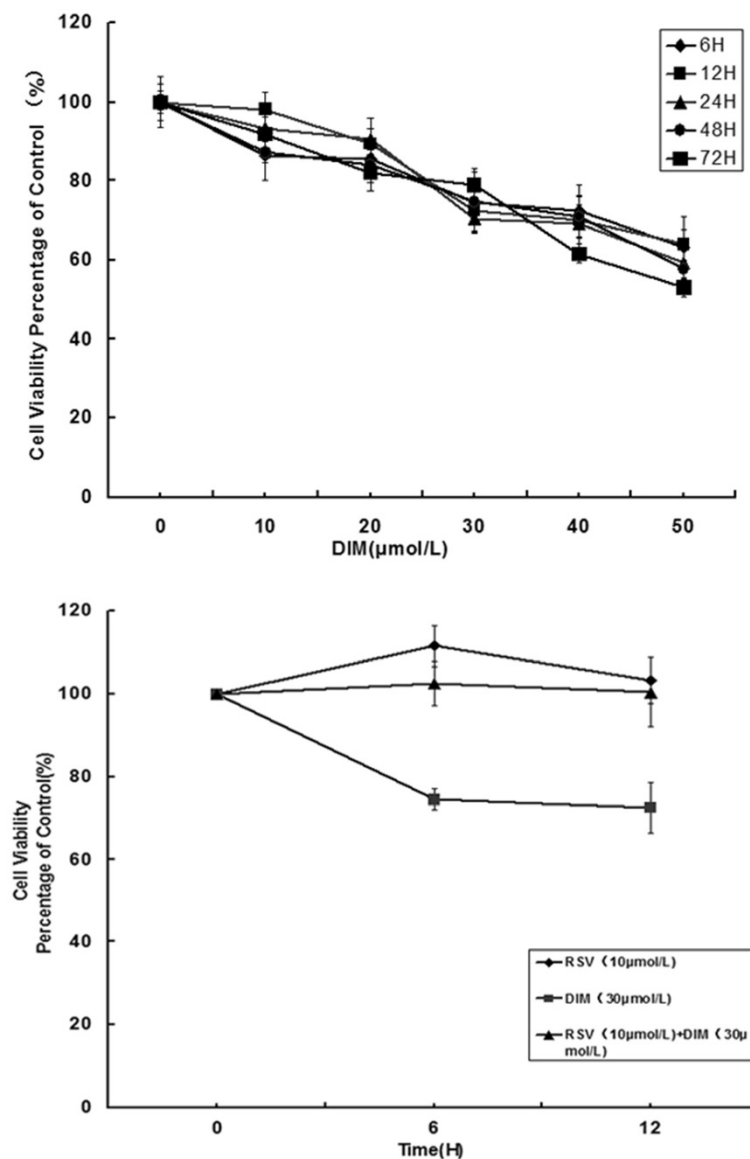 Cell Viability Percentage of Control (%)
120
100
80
60
40
20
0
0 10 20 30 40 50
DIM(μmol/L)
6H
12H
24H
48H
72H
Cell Viability
Percentage of Control(%)
120
100
80
60
40
20
0
0 6 12
Time(H)
RSV (10μmol/L)
DIM (30μmol/L)
RSV (10μmol/L)+DIM (30μ
mol/L)